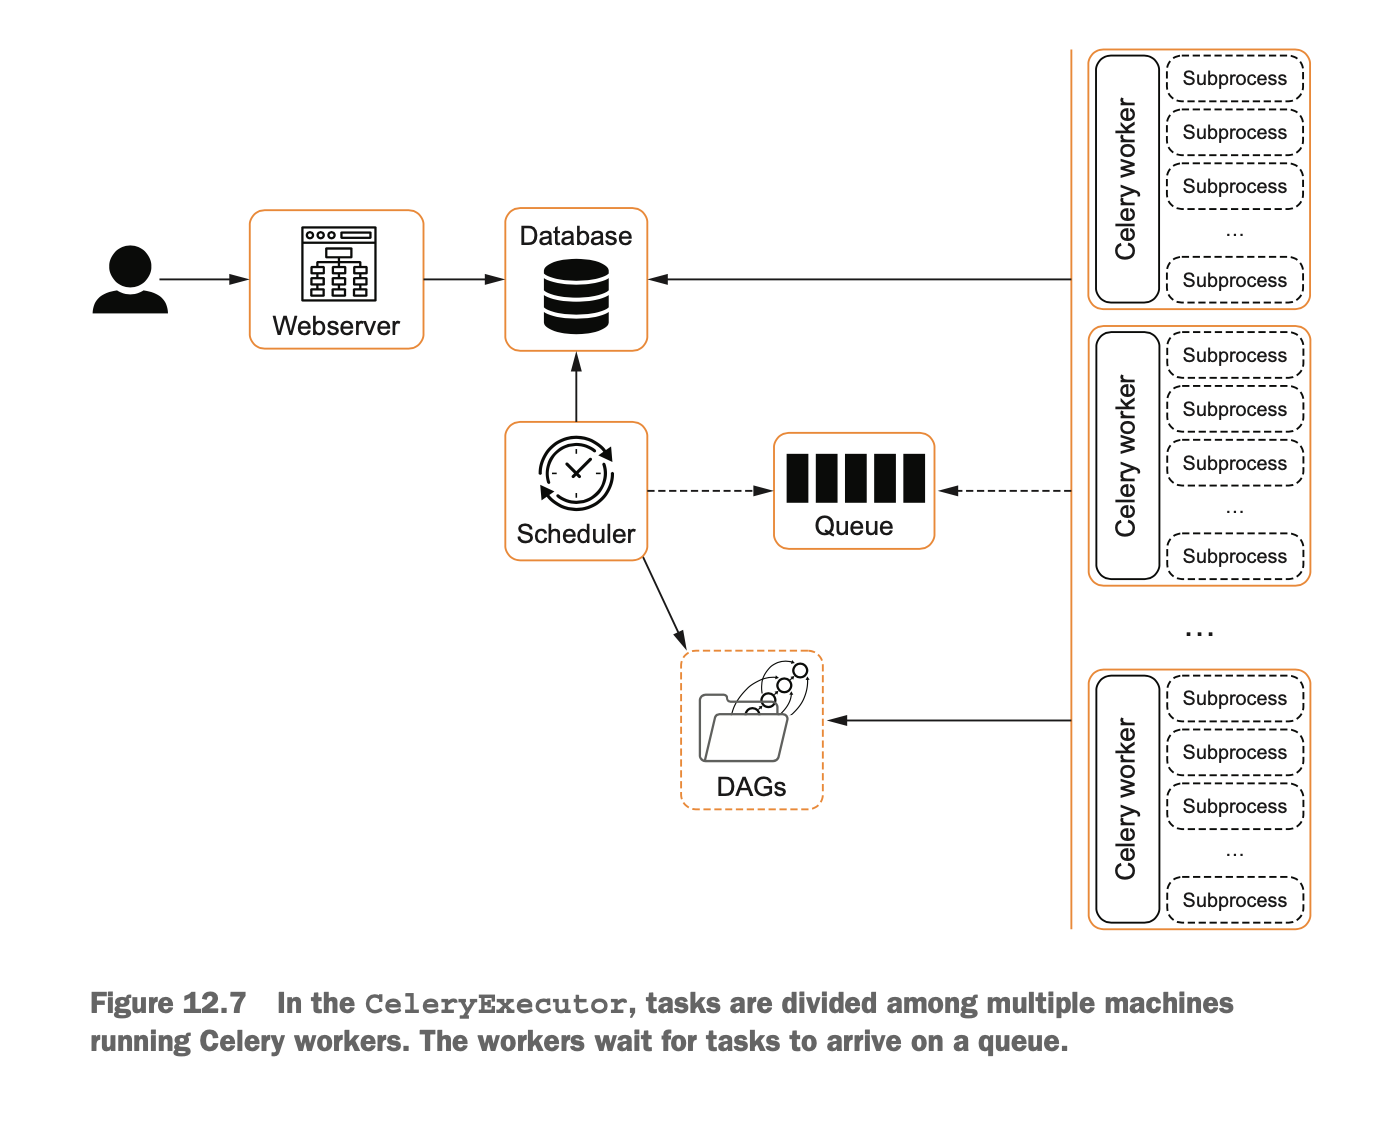 Webserver
Database
Scheduler
Queue
DAGs
Celery worker
Subprocess
Subprocess
Subprocess
...
Subprocess
Celery worker
Subprocess
Subprocess
Subprocess
...
Subprocess
...
Celery worker
Subprocess
Subprocess
Subprocess
...
Subprocess
Figure 12.7 In the CeleryExecutor, tasks are divided among multiple machines
running Celery workers. The workers wait for tasks to arrive on a queue.